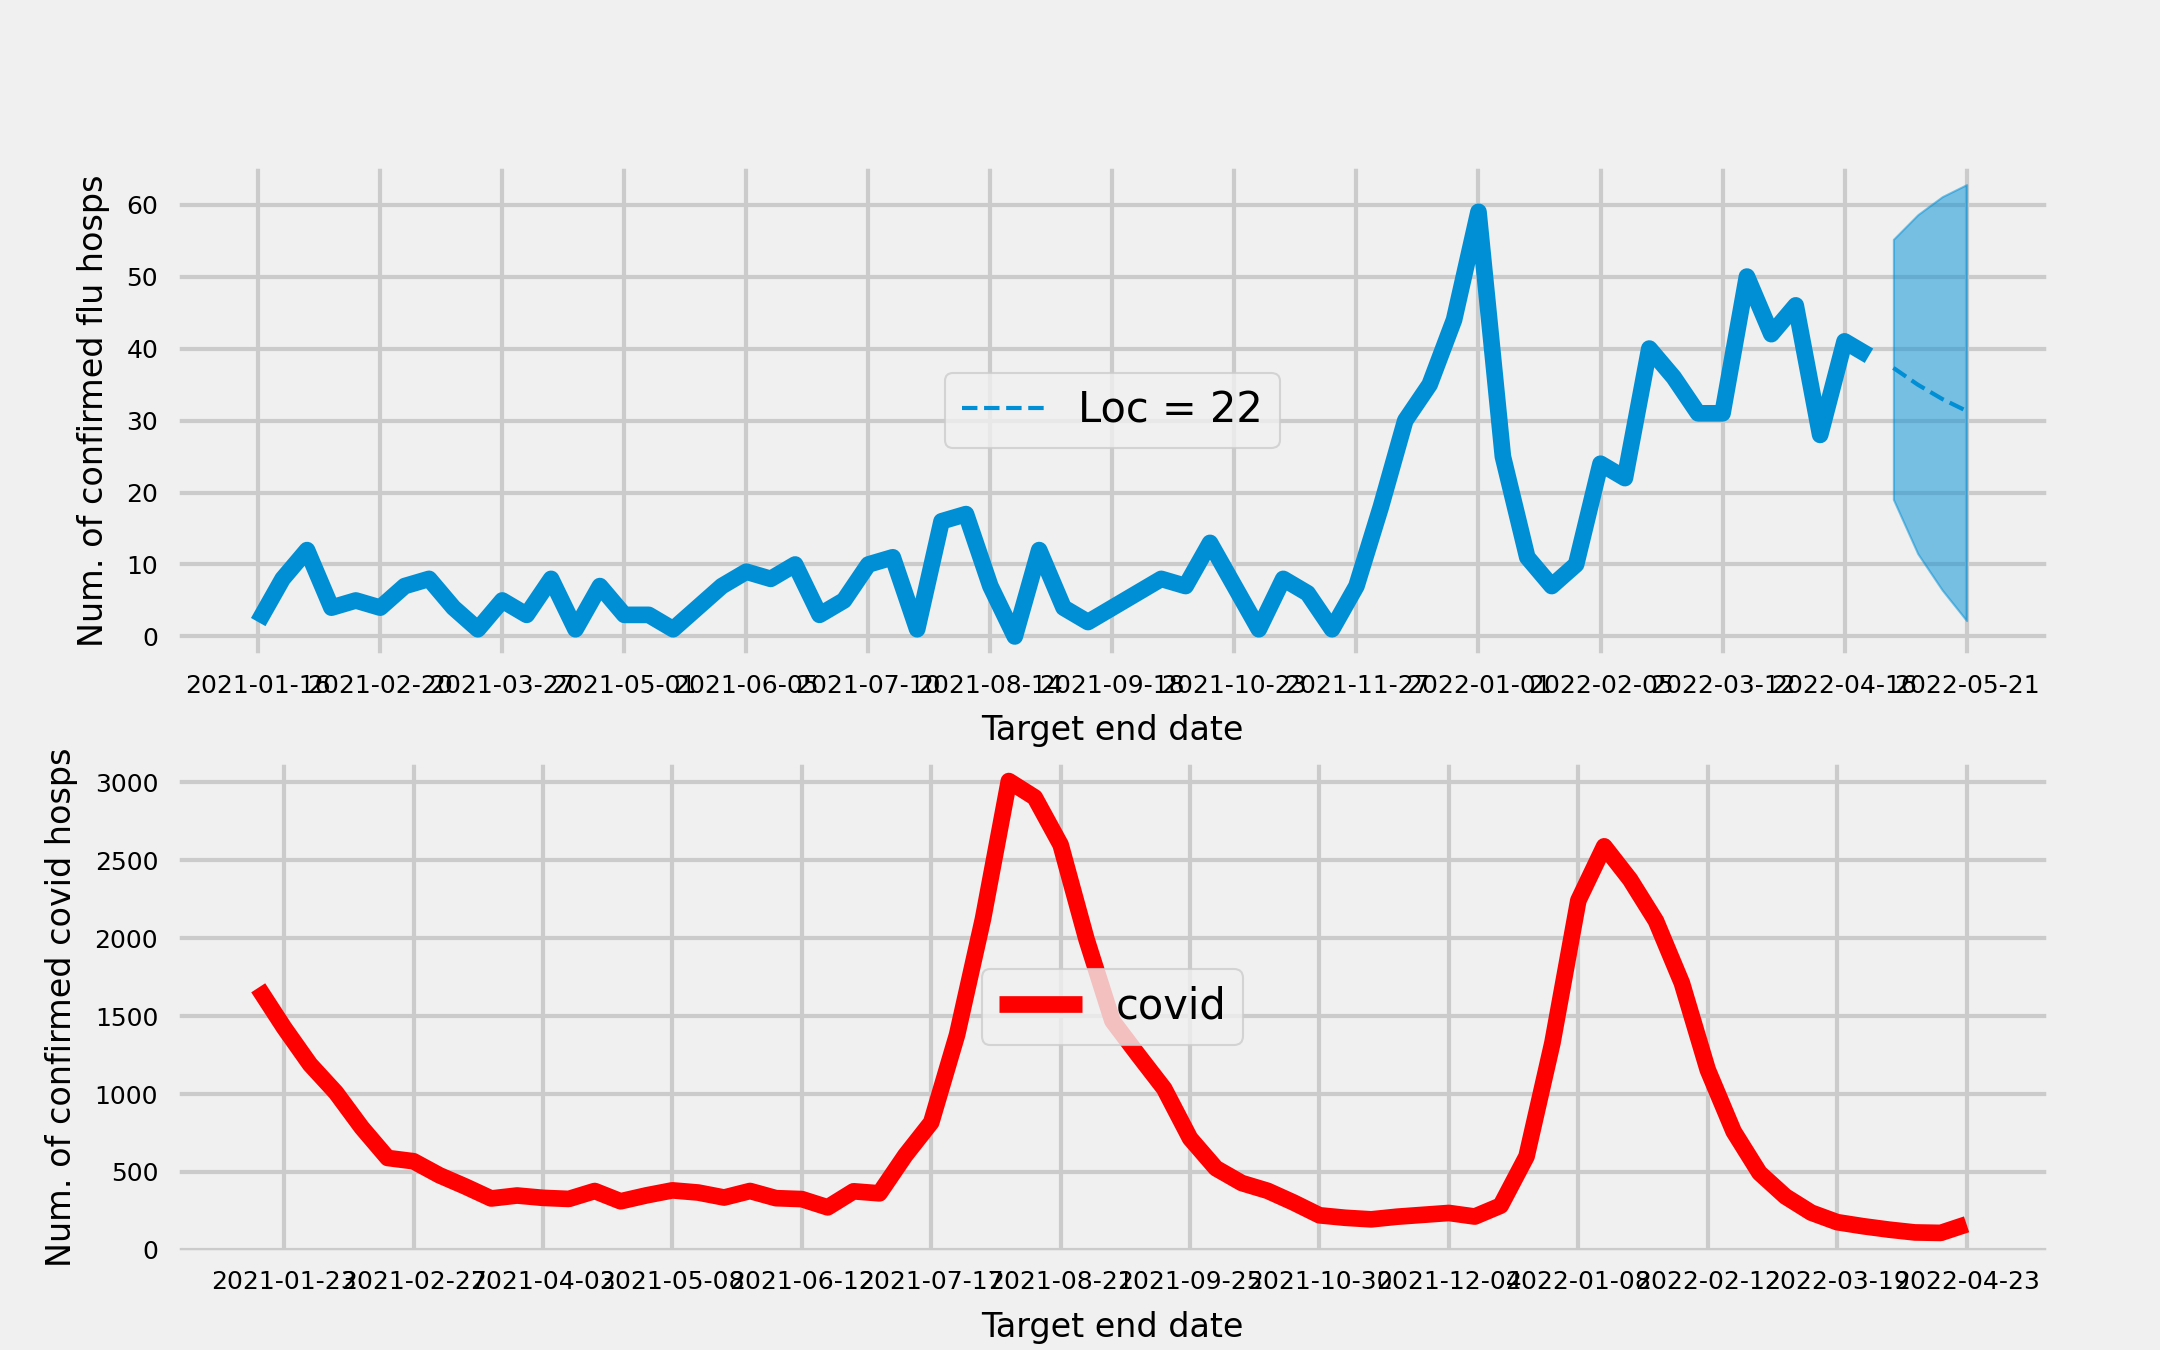 Num. of confirmed flu hosps
60
50
40
30
20
10
0
Loc = 22
2021-01-16 2021-02-20 2021-03-27 2021-05-01 2021-06-05 2021-07-10 2021-08-14 2021-09-18 2021-10-23 2021-11-27 2022-01-01 2022-02-05 2022-03-12 2022-04-16 2022-05-21
Target end date
Num. of confirmed covid hosps
3000
2500
2000
1500
1000
500
0
covid
2021-01-23 2021-02-27 2021-04-03 2021-05-08 2021-06-12 2021-07-17 2021-08-21 2021-09-25 2021-10-30 2021-12-04 2022-01-08 2022-02-12 2022-03-19 2022-04-23
Target end date